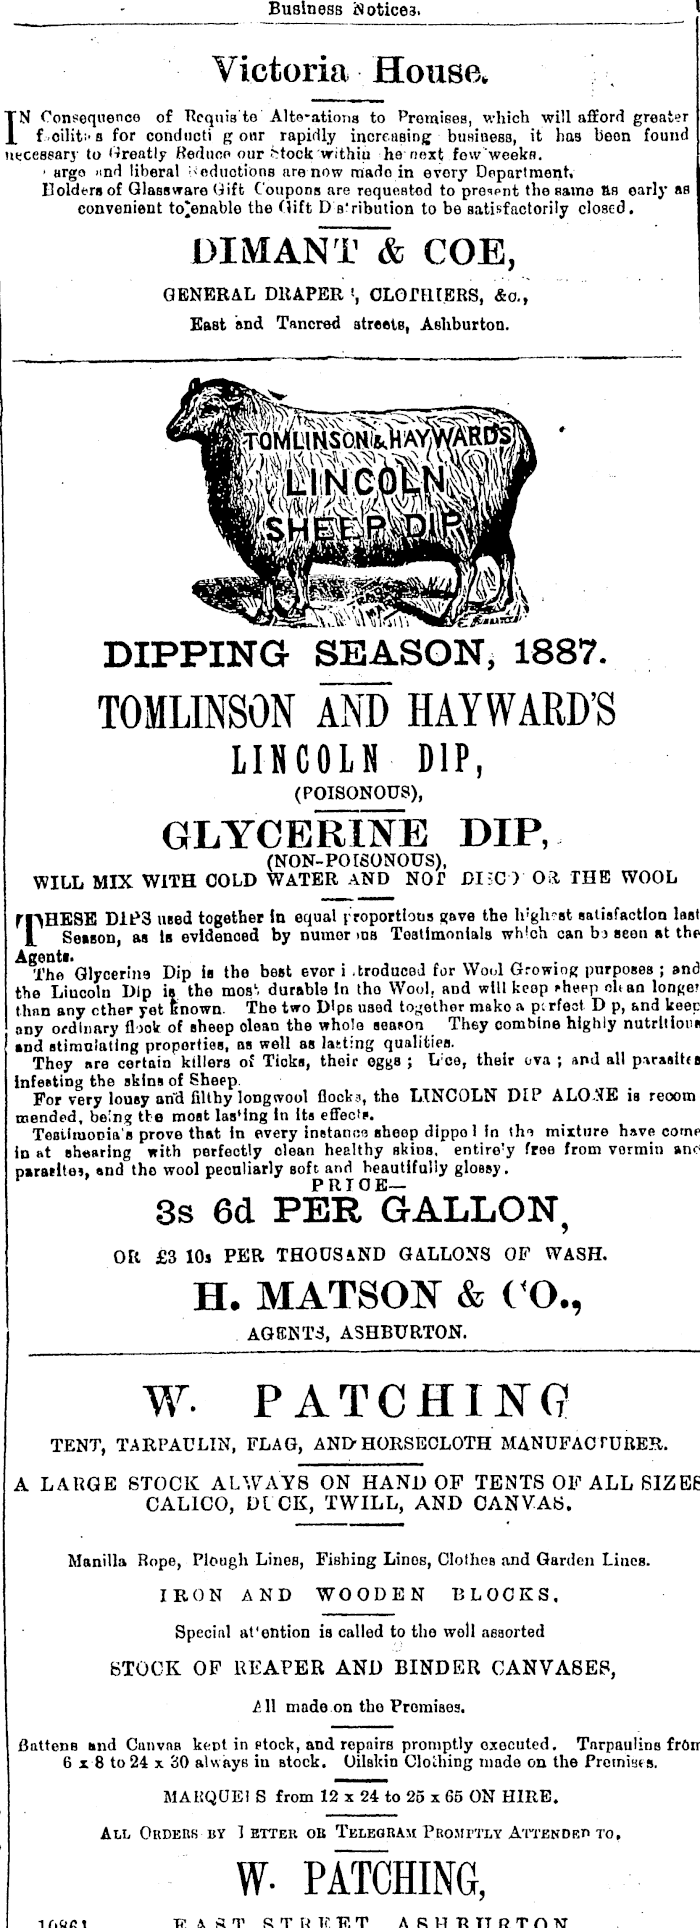 Business Notices.
Victoria House.
IN Consequence of Requisite Alterations to Premises, which will afford greater
facilities for conducting our rapidly increasing business, it has been found
necessary to Greatly Reduce our Stock within the next few weeks.
Large and liberal Reductions are now made in every Department.
Holders of Glassware Gift Coupons are requested to present the same as early as
convenient to enable the Gift Distribution to be satisfactorily closed.
DIMANT & COE,
GENERAL DRAPERS, CLOTHIERS, &c.,
East and Tancred streets, Ashburton.
TOMLINSON & HAYWARD'S
LINCOLN
SHEEP DIP
TRADE
MARK
DIPPING SEASON, 1887.
TOMLINSON AND HAYWARD'S
LINCOLN DIP,
(POISONOUS),
GLYCERINE DIP,
(NON-POISONOUS),
WILL MIX WITH COLD WATER AND NOT DISCOLOR THE WOOL
THESE DIPS used together in equal proportions gave the highest satisfaction last
Season, as is evidenced by numerous Testimonials which can be seen at the
Agents.
The Glycerine Dip is the best ever introduced for Wool Growing purposes; and
the Lincoln Dip is the most durable in the Wool, and will keep sheep clean longer
than any other yet known. The two Dips used together make a perfect Dip, and keep
any ordinary flock of sheep clean the whole season They combine highly nutritious
and stimulating properties, as well as lasting qualities.
They are certain killers of Ticks, their eggs; Lice, their ova; and all parasites
infesting the skins of Sheep.
For very lousy and filthy longwool flocks, the LINCOLN DIP ALONE is recom
mended, being the most lasting in its effects.
Testimonials prove that in every instance sheep dipped in the mixture have come
in at shearing with perfectly clean healthy skins, entirely free from vermin and
parasites, and the wool peculiarly soft and beautifully glossy.
PRICE—
3s 6d PER GALLON,
OR £3 10s PER THOUSAND GALLONS OF WASH.
H. MATSON & CO.,
AGENTS, ASHBURTON.
W. PATCHING
TENT, TARPAULIN, FLAG, AND HORSECLOTH MANUFACTURER.
A LARGE STOCK ALWAYS ON HAND OF TENTS OF ALL SIZES
CALICO, DUCK, TWILL, AND CANVAS.
Manilla Rope, Plough Lines, Fishing Lines, Clothes and Garden Lines.
IRON AND WOODEN BLOCKS.
Special attention is called to the well assorted
STOCK OF REAPER AND BINDER CANVASES,
All made on the Premises.
Battens and Canvas kept in stock, and repairs promptly executed. Tarpaulins from
6 x 8 to 24 x 30 always in stock. Oilskin Clothing made on the Premises.
MARQUEES from 12 x 24 to 25 x 65 ON HIRE.
ALL ORDERS BY LETTER OR TELEGRAM PROMPTLY ATTENDED TO.
W. PATCHING,
EAST STREET ASHBURTON